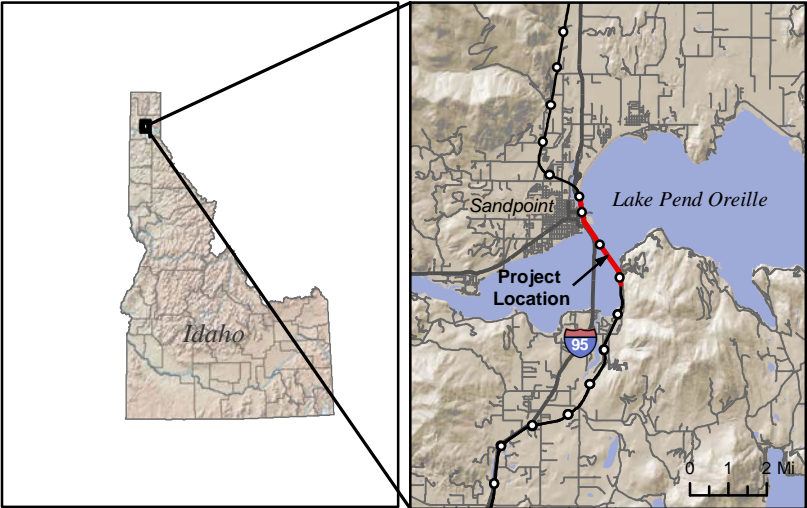 Idaho
Sandpoint
Lake Pend Oreille
Project
Location
95
0 1 2 Mi